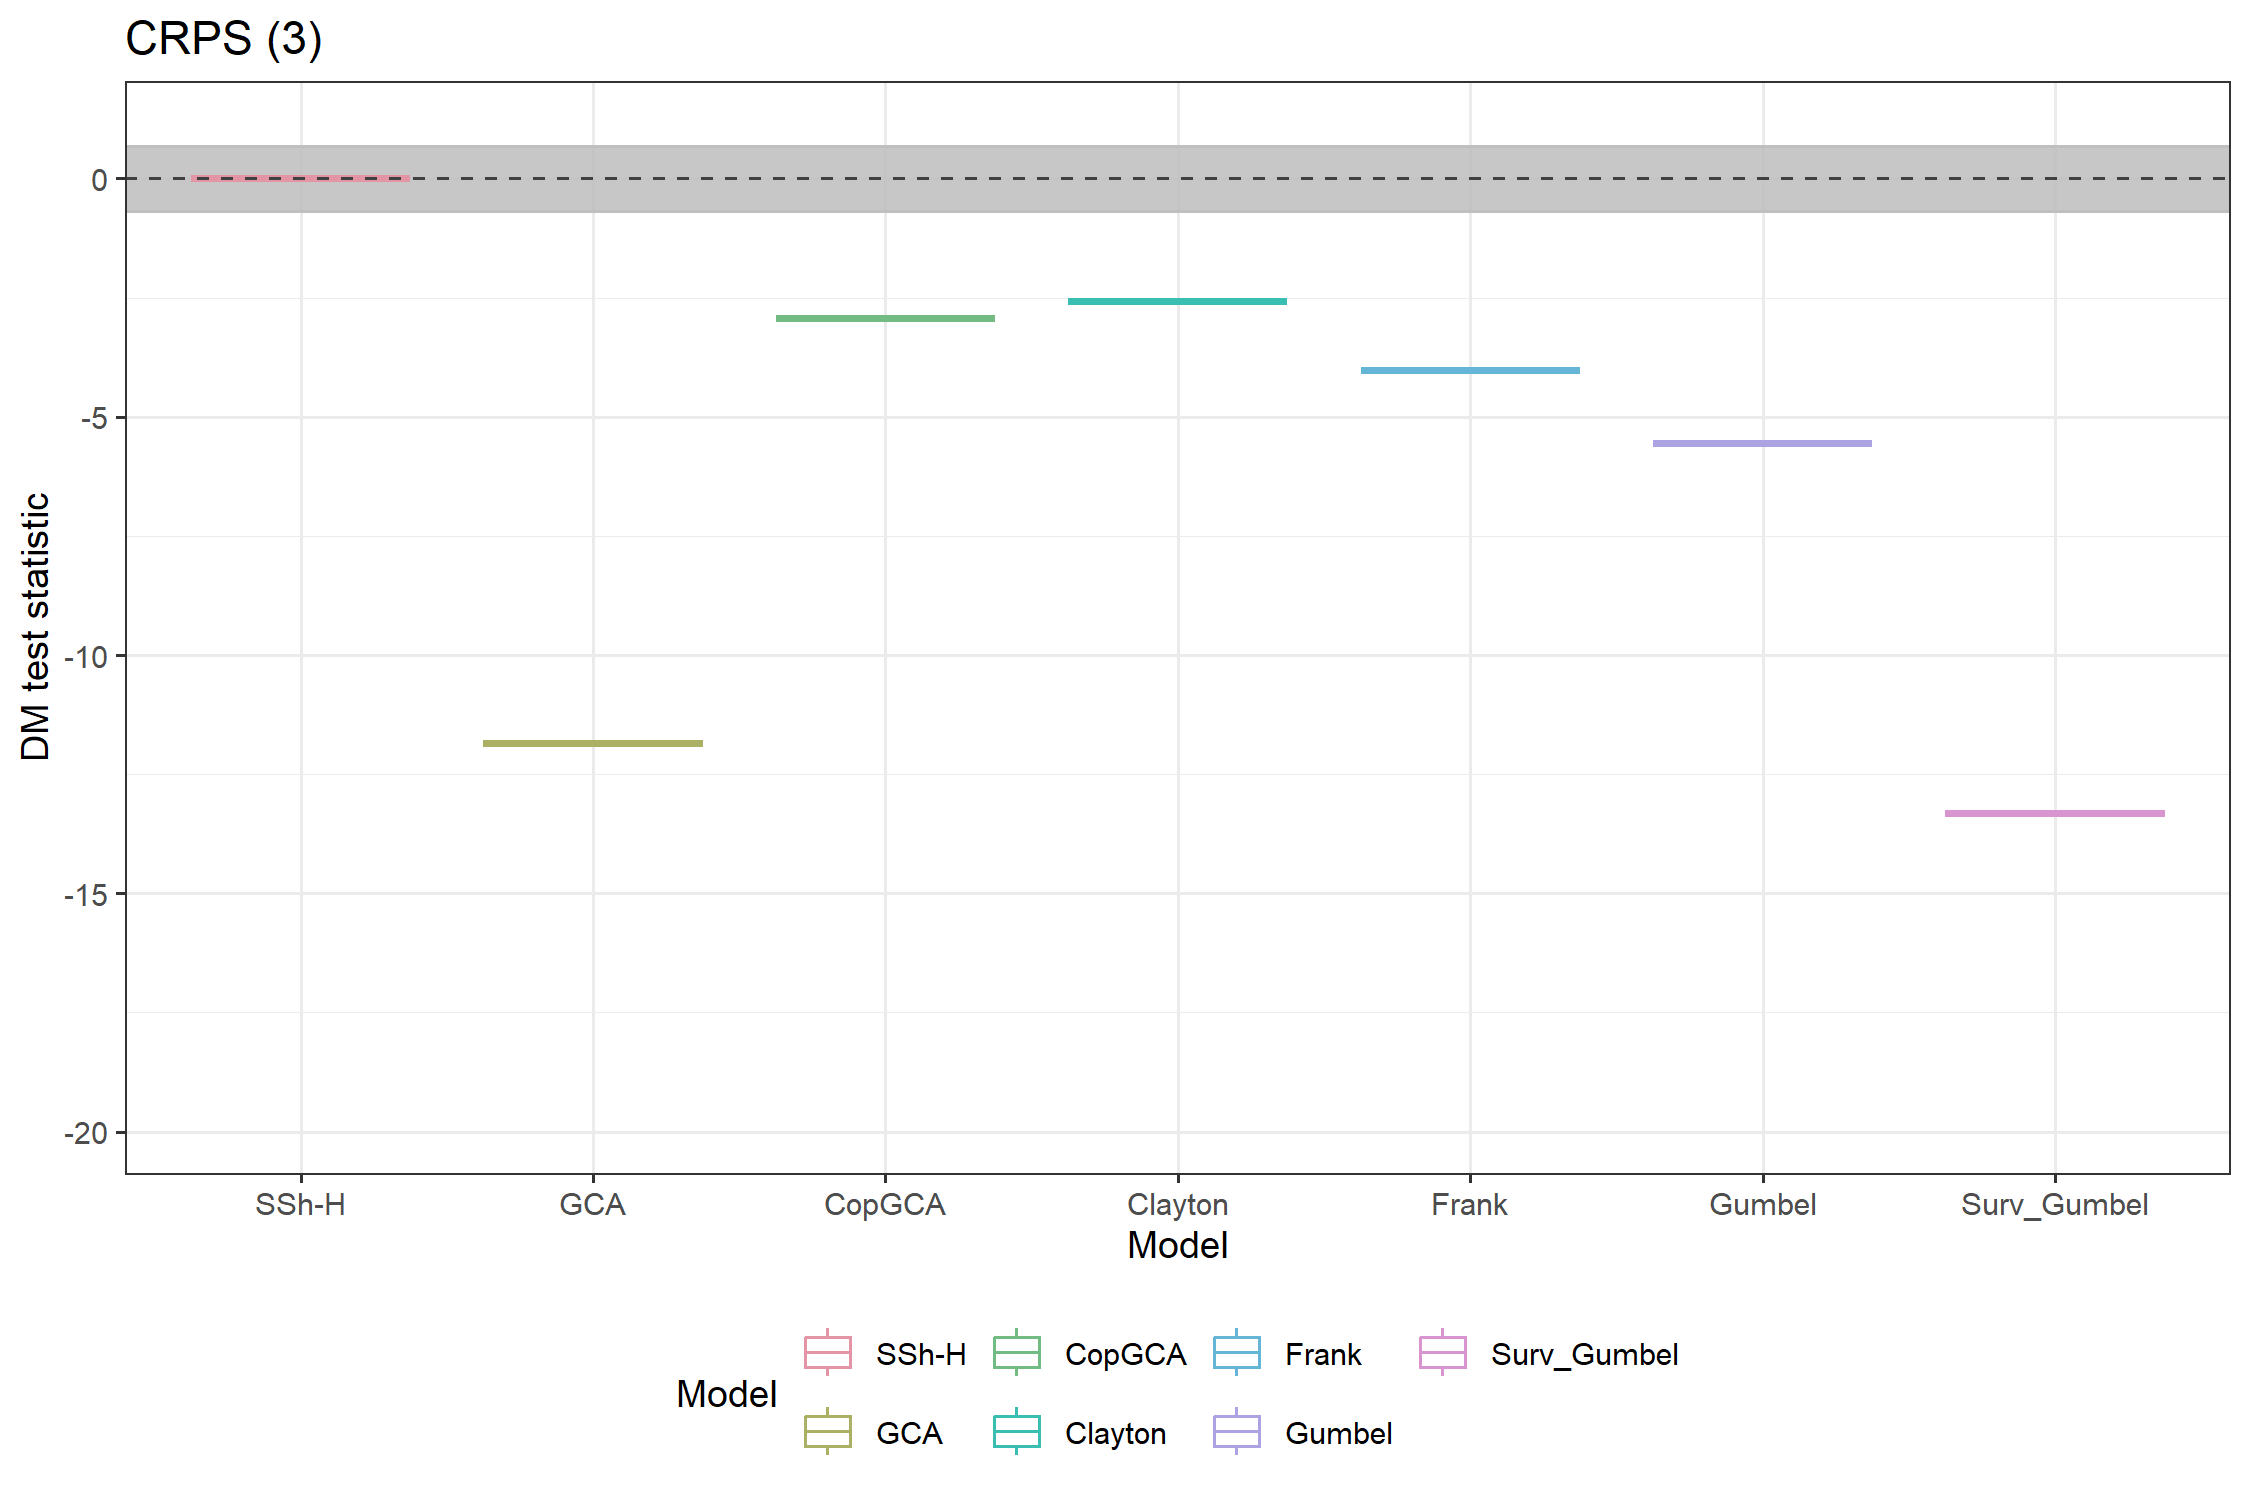 CRPS (3)
DM test statistic
0
-5
-10
-15
-20
SSh-H GCA CopGCA Clayton Frank Gumbel Surv_Gumbel
Model
Model
SSh-H CopGCA Frank Surv_Gumbel
GCA Clayton Gumbel